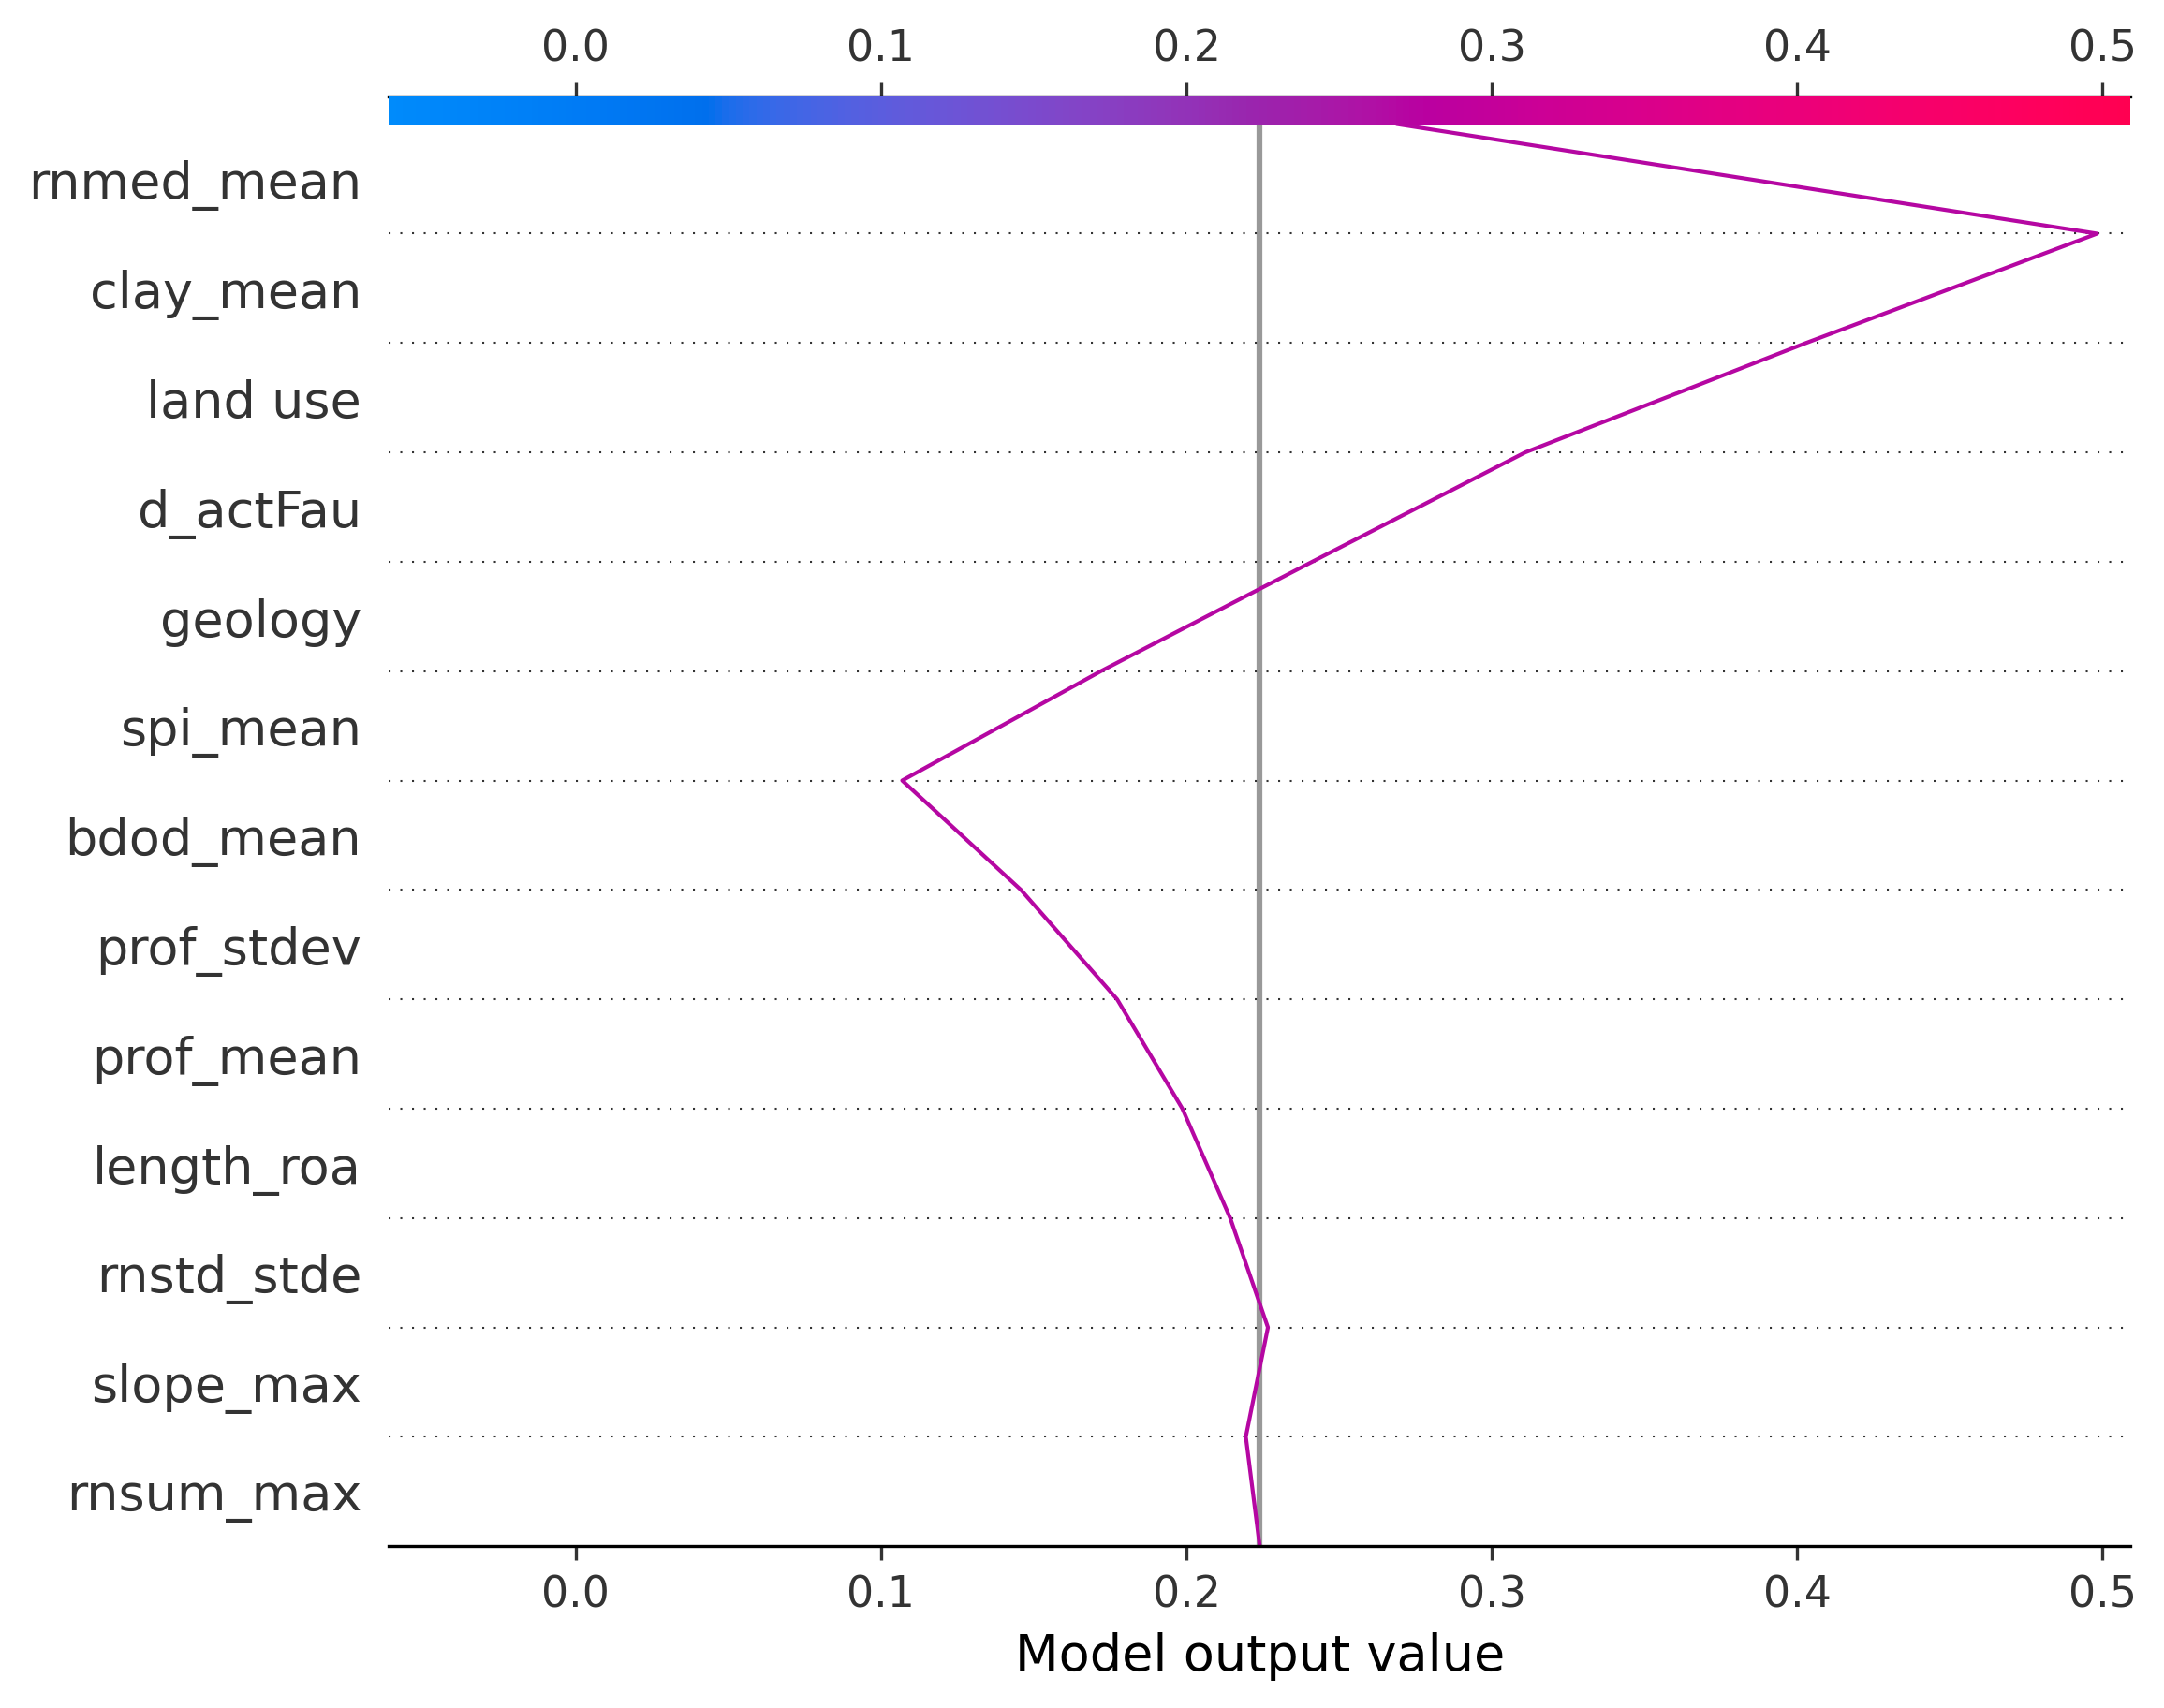 0.0 0.1 0.2 0.3 0.4 0.5
rnmed_mean
clay_mean
land use
d_actFau
geology
spi_mean
bdod_mean
prof_stdev
prof_mean
length_roa
rnstd_stde
slope_max
rnsum_max
0.0 0.1 0.2 0.3 0.4 0.5
Model output value